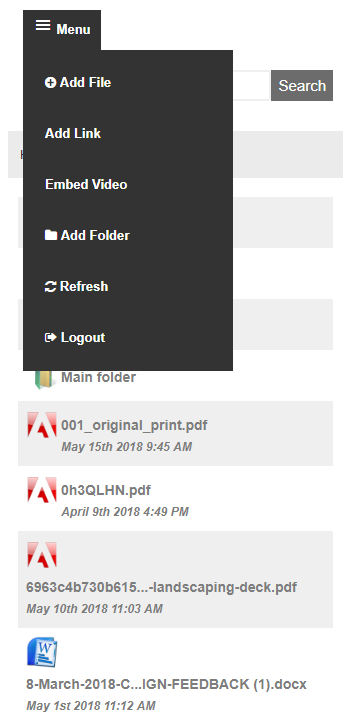 Menu
Add File
Search
Add Link
Embed Video
Add Folder
Refresh
Logout
Main folder
001_original_print.pdf
May 15th 2018 9:45 AM
0h3QLHN.pdf
April 9th 2018 4:49 PM
6963c4b730b615...-landscaping-deck.pdf
May 10th 2018 11:03 AM
8-March-2018-C...IGN-FEEDBACK (1).docx
May 1st 2018 11:12 AM